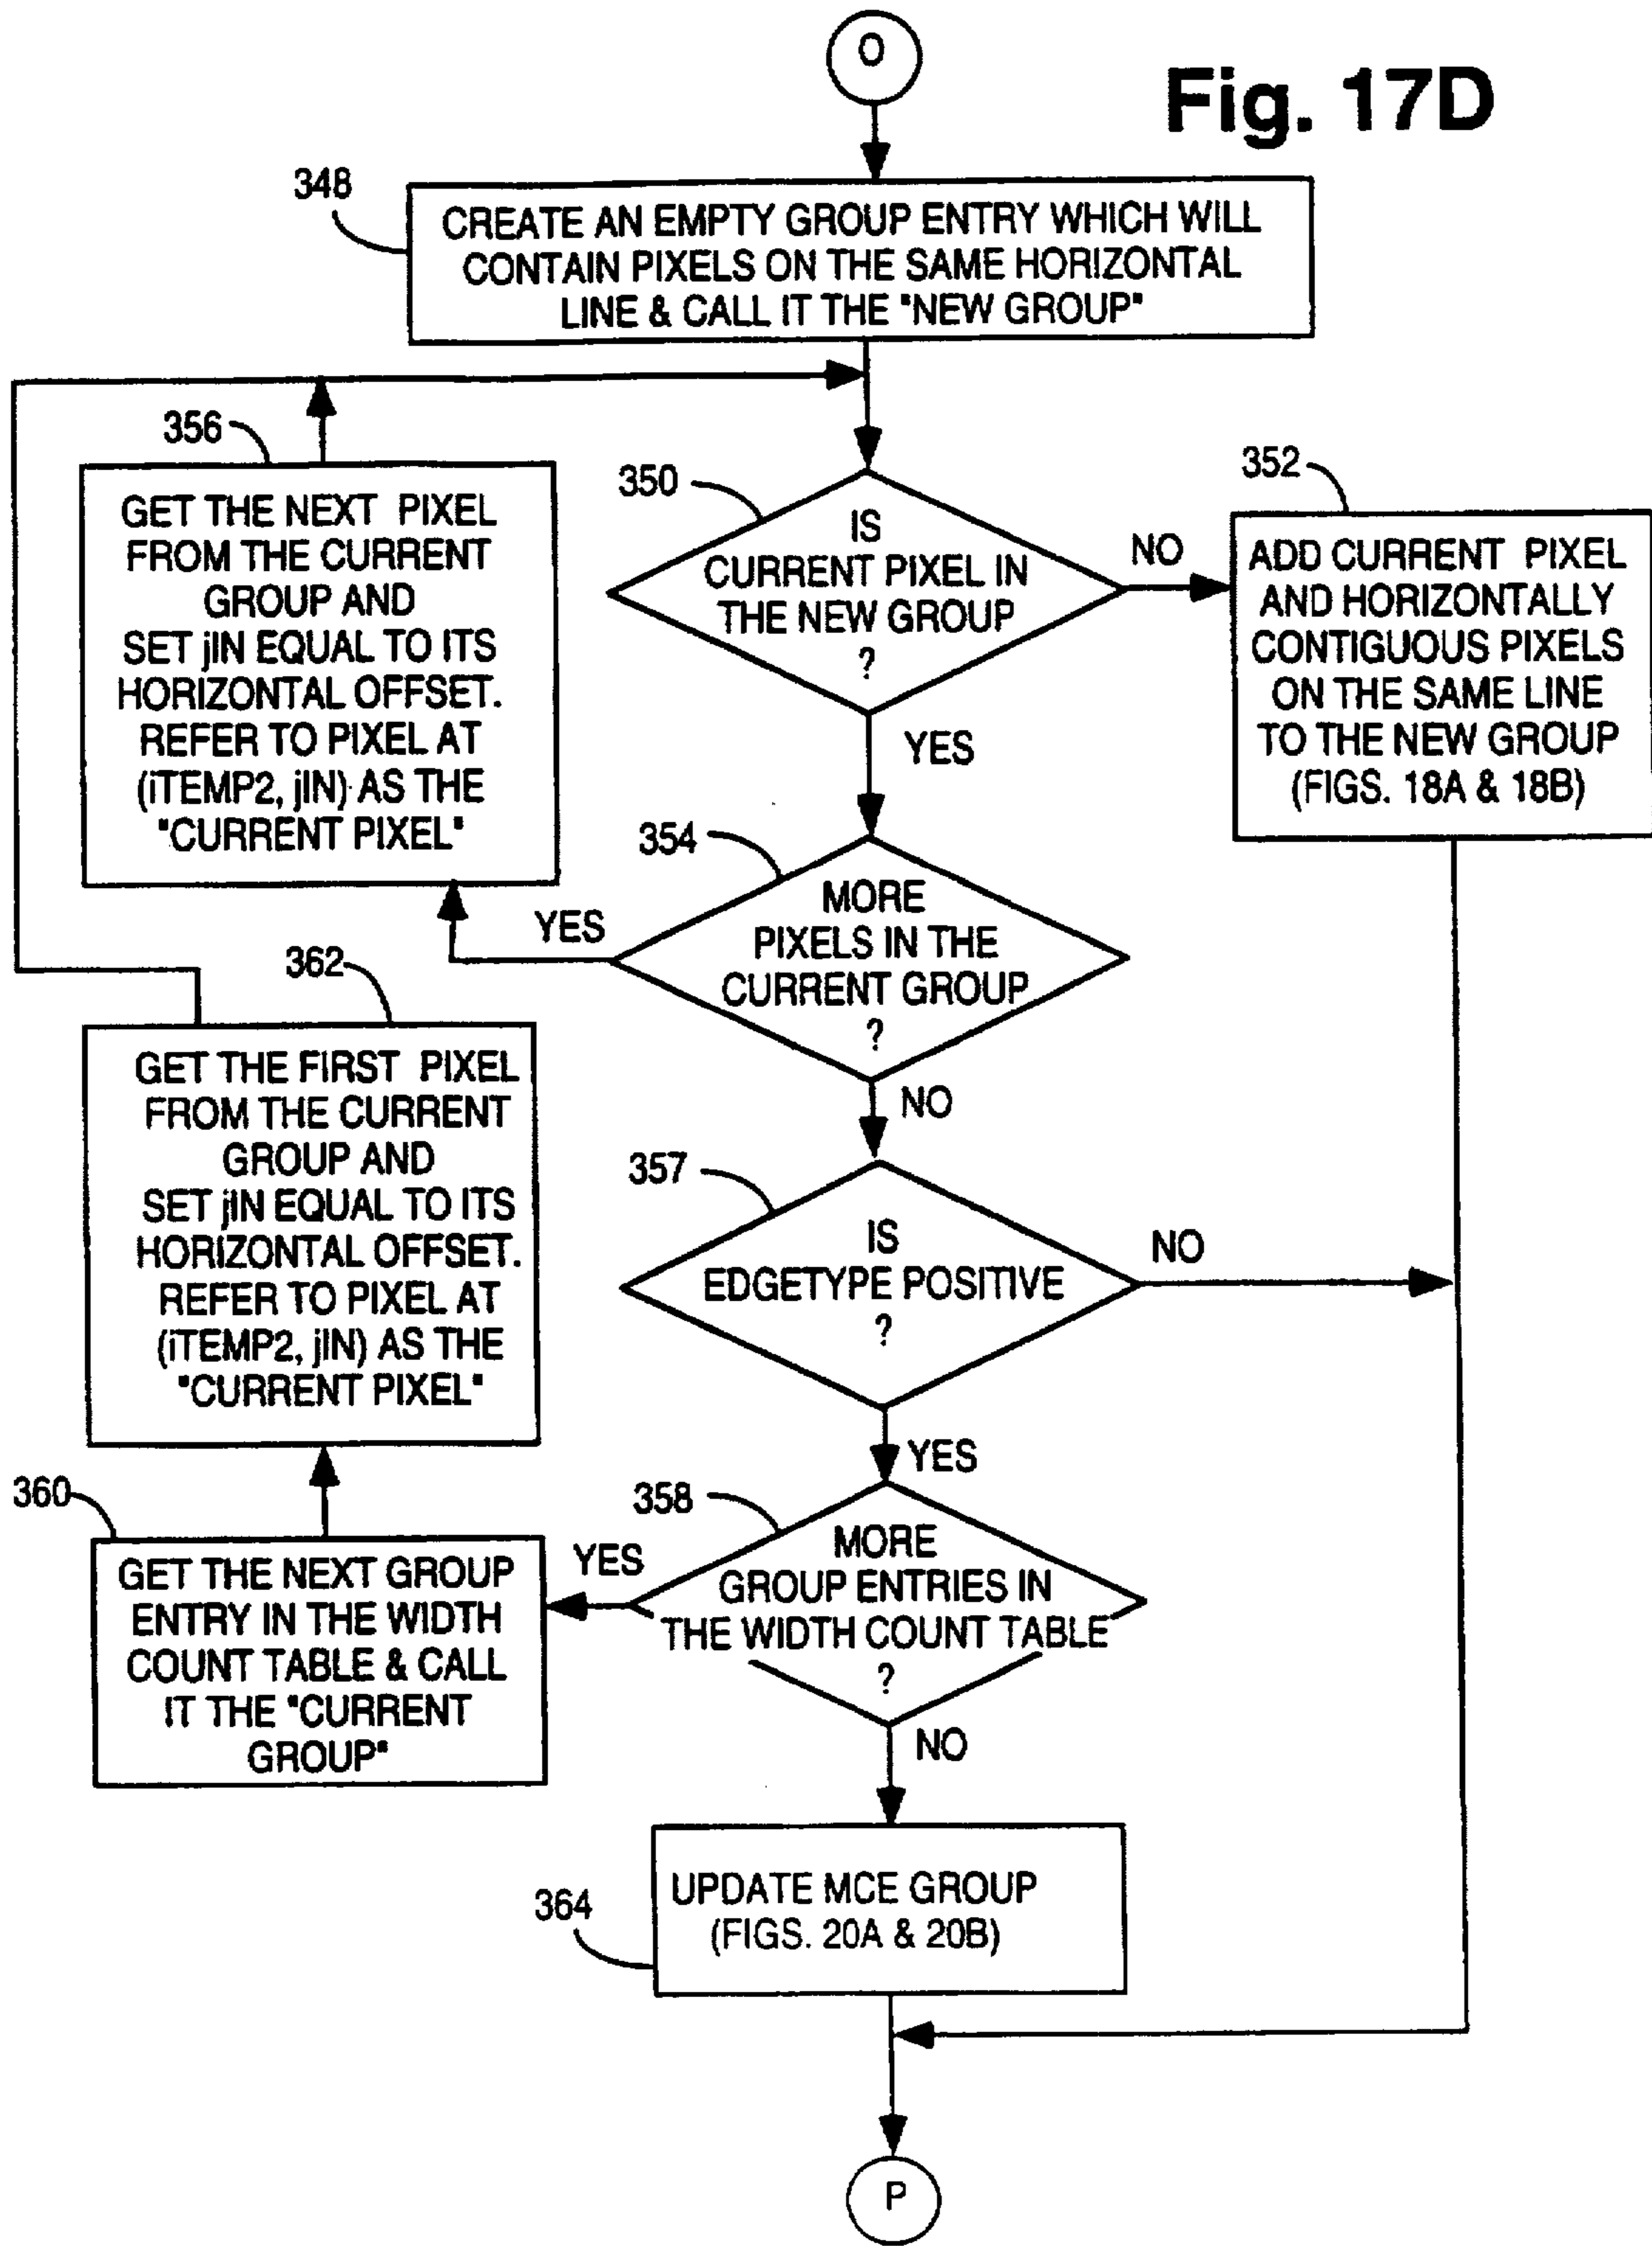 O
Fig. 17D
348
CREATE AN EMPTY GROUP ENTRY WHICH WILL
CONTAIN PIXELS ON THE SAME HORIZONTAL
LINE & CALL IT THE "NEW GROUP"
356
GET THE NEXT PIXEL
FROM THE CURRENT
GROUP AND
SET jIN EQUAL TO ITS
HORIZONTAL OFFSET.
REFER TO PIXEL AT
(iTEMP2, jIN) AS THE
"CURRENT PIXEL"
350
IS
CURRENT PIXEL IN
THE NEW GROUP
?
NO
YES
352
ADD CURRENT PIXEL
AND HORIZONTALLY
CONTIGUOUS PIXELS
ON THE SAME LINE
TO THE NEW GROUP
(FIGS. 18A & 18B)
354
MORE
PIXELS IN THE
CURRENT GROUP
?
YES
NO
362
GET THE FIRST PIXEL
FROM THE CURRENT
GROUP AND
SET jIN EQUAL TO ITS
HORIZONTAL OFFSET.
REFER TO PIXEL AT
(iTEMP2, jIN) AS THE
"CURRENT PIXEL"
357
IS
EDGETYPE POSITIVE
?
NO
YES
360
GET THE NEXT GROUP
ENTRY IN THE WIDTH
COUNT TABLE & CALL
IT THE "CURRENT
GROUP"
358
MORE
GROUP ENTRIES IN
THE WIDTH COUNT TABLE
?
YES
NO
364
UPDATE MCE GROUP
(FIGS. 20A & 20B)
P